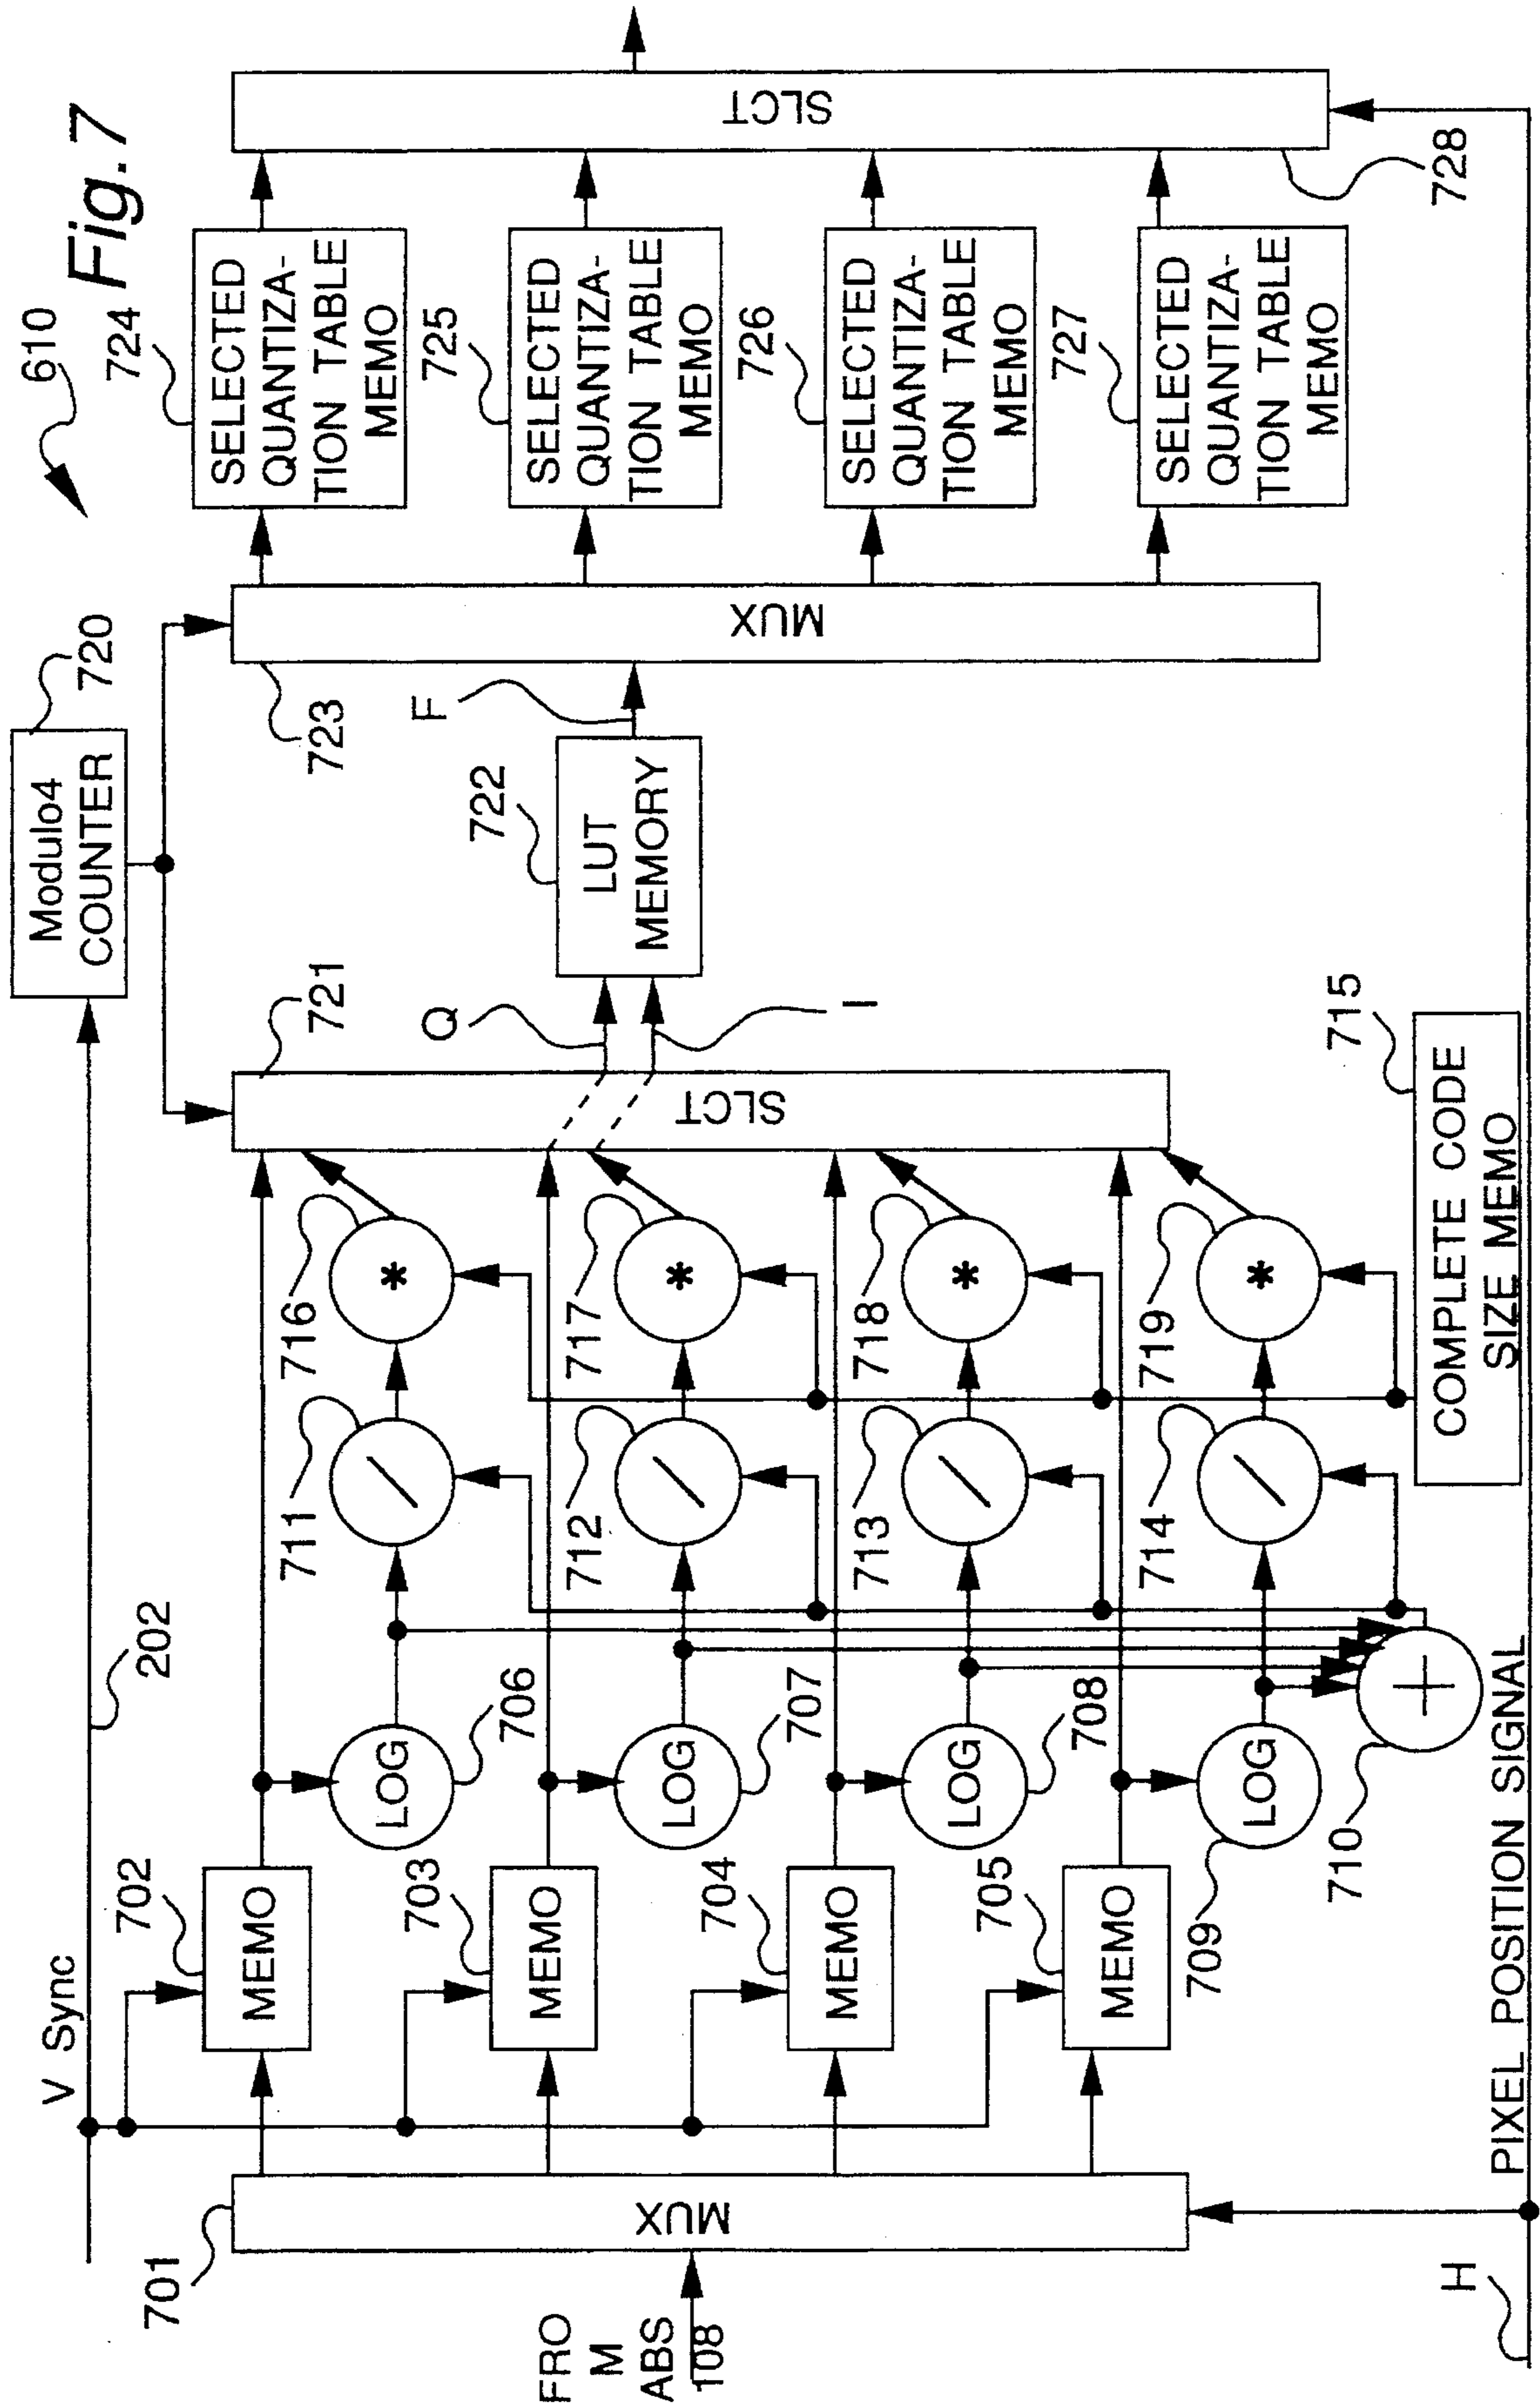 Fig. 7
610
V Sync
202
Modulo4
COUNTER
720
FRO
M
ABS
108
701
MUX
702
MEMO
703
MEMO
704
MEMO
705
MEMO
LOG
706
LOG
707
LOG
708
LOG
709
+
710
711
/
712
/
713
/
714
/
716
*
717
*
718
*
719
*
715
COMPLETE CODE
SIZE MEMO
721
SLCT
Q
I
722
LUT
MEMORY
F
723
MUX
724
SELECTED
QUANTIZA-
TION TABLE
MEMO
725
SELECTED
QUANTIZA-
TION TABLE
MEMO
726
SELECTED
QUANTIZA-
TION TABLE
MEMO
727
SELECTED
QUANTIZA-
TION TABLE
MEMO
SLCT
728
H
PIXEL POSITION SIGNAL